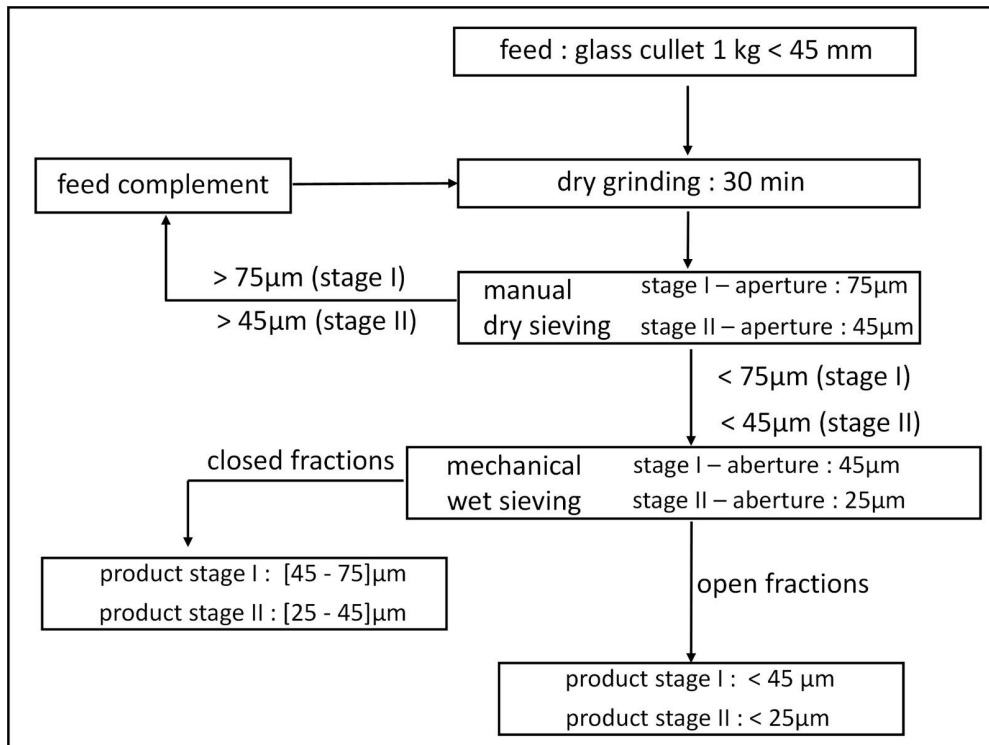 feed : glass cullet 1 kg < 45 mm
feed complement
dry grinding : 30 min
> 75µm (stage I)
> 45µm (stage II)
manual stage I – aperture : 75µm
dry sieving stage II – aperture : 45µm
< 75µm (stage I)
< 45µm (stage II)
closed fractions
mechanical stage I – aberture : 45µm
wet sieving stage II – aberture : 25µm
product stage I : [45 - 75]µm
product stage II : [25 - 45]µm
open fractions
product stage I : < 45 µm
product stage II : < 25µm